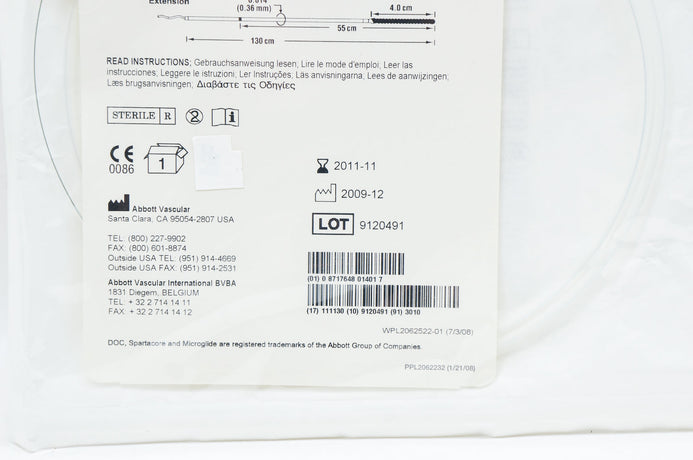 Extension
0.014"
(0.36 mm)
4.0 cm
55 cm
130 cm
READ INSTRUCTIONS; Gebrauchsanweisung lesen; Lire le mode d'emploi; Leer las
instrucciones; Leggere le istruzioni; Ler Instruções; Läs anvisningarna; Lees de aanwijzingen;
Læs brugsanvisningen; Διαβάστε τις Οδηγίες
STERILE R
2
i
CE
0086
1
2011-11
2009-12
LOT 9120491
Abbott Vascular
Santa Clara, CA 95054-2807 USA
TEL: (800) 227-9902
FAX: (800) 601-8874
Outside USA TEL: (951) 914-4669
Outside USA FAX: (951) 914-2531
Abbott Vascular International BVBA
1831 Diegem, BELGIUM
TEL: + 32 2 714 14 11
FAX: + 32 2 714 14 12
(01) 0 8717648 01401 7
(17) 111130 (10) 9120491 (91) 3010
WPL2062522-01 (7/3/08)
DOC, Spartacore and Microglide are registered trademarks of the Abbott Group of Companies.
PPL2062232 (1/21/08)